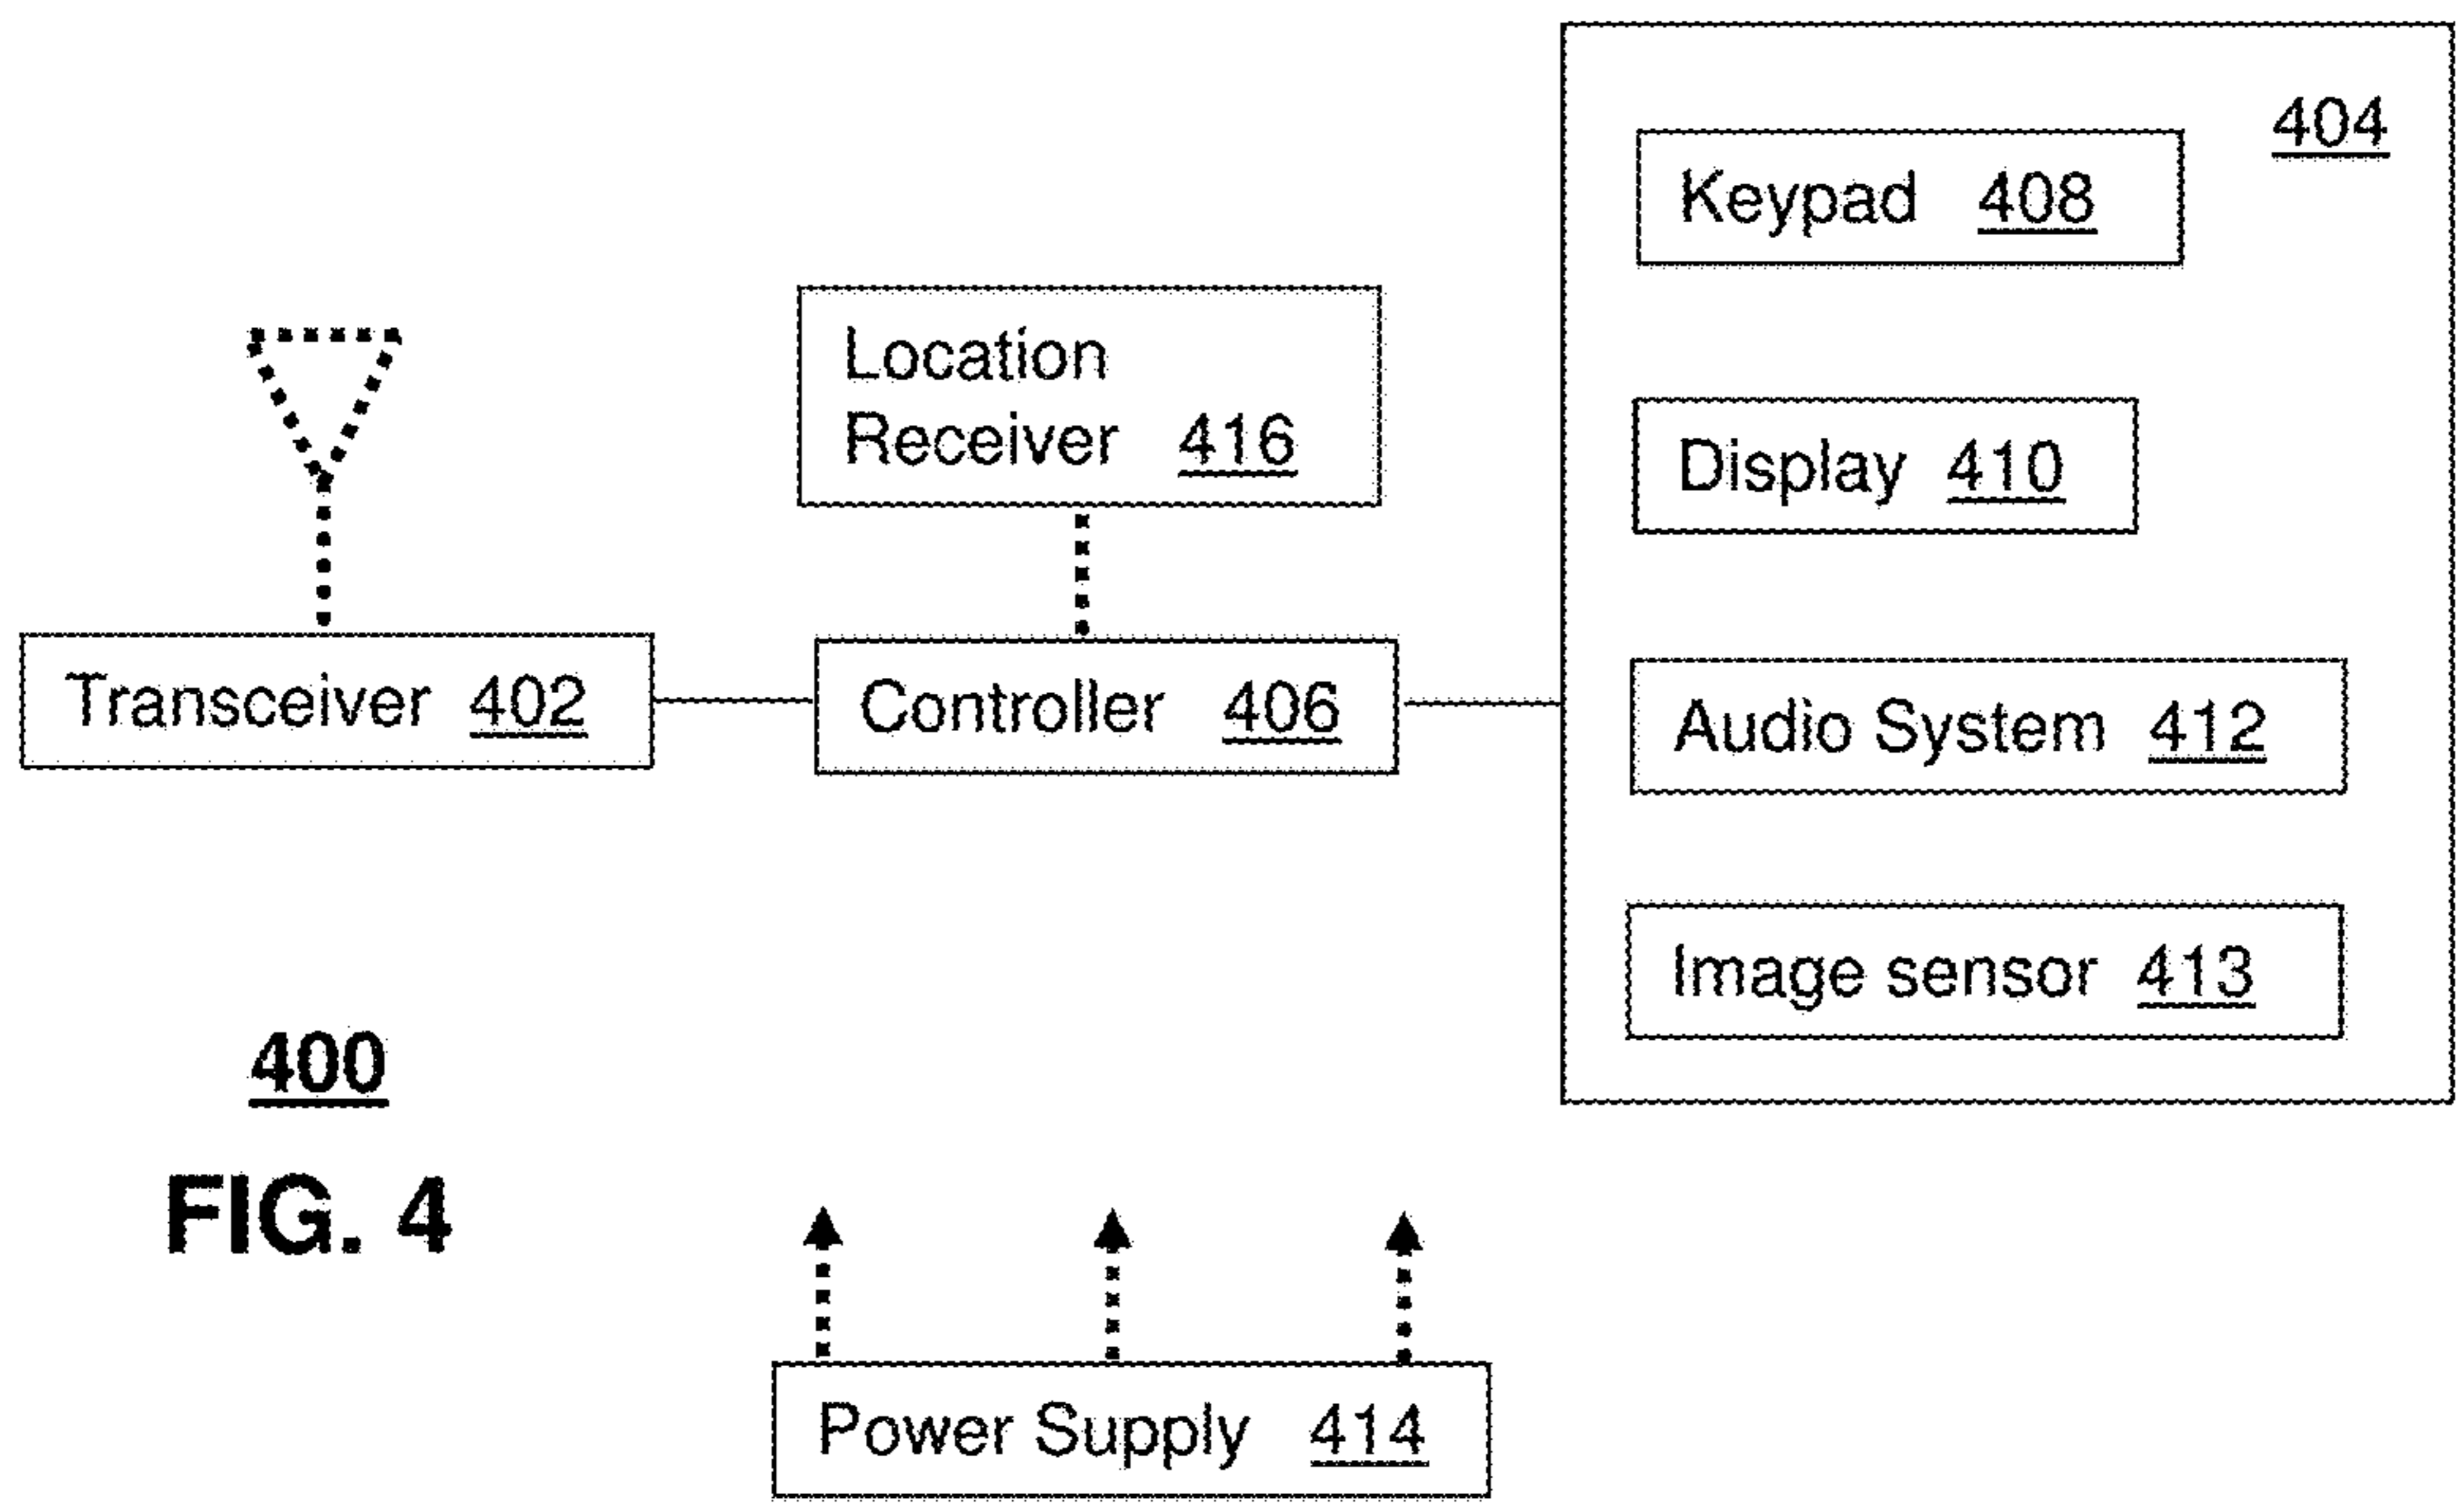 404
Keypad 408
Location
Receiver 416
Display 410
Transceiver 402
Controller 406
Audio System 412
Image sensor 413
400
FIG. 4
Power Supply 414